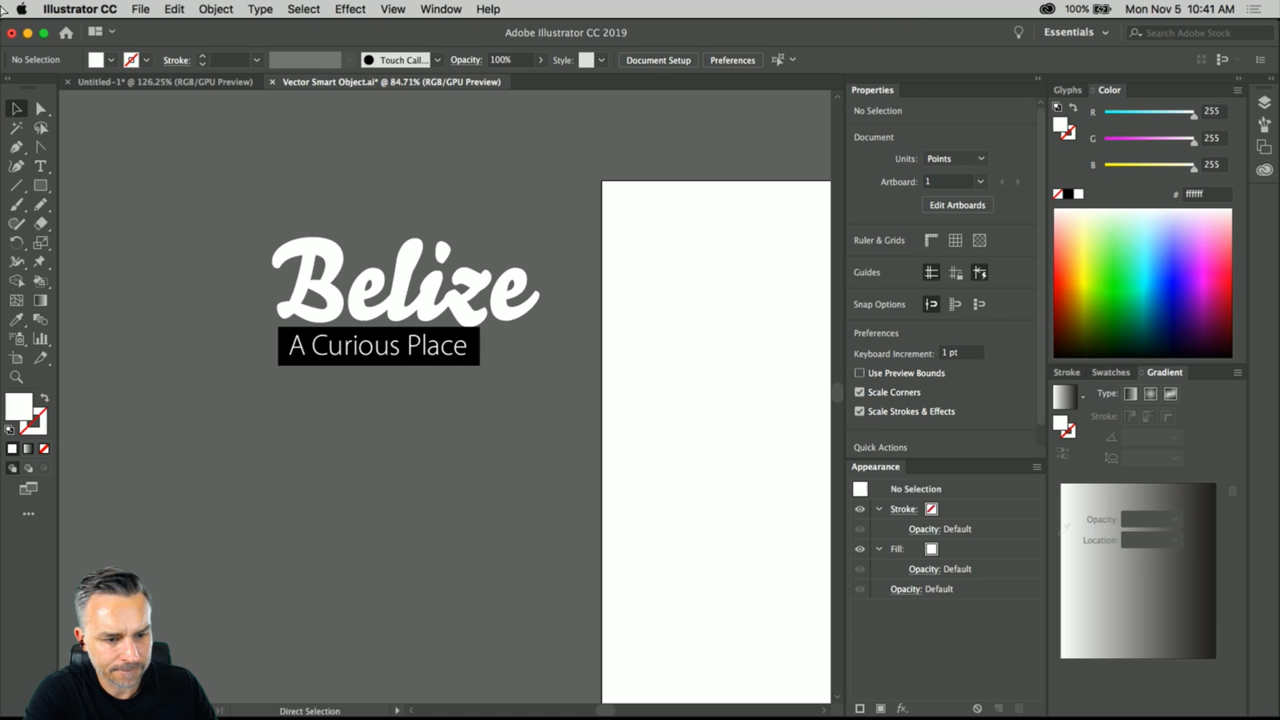 Illustrator CC File Edit Object Type Select Effect View Window Help 100% Mon Nov 5 10:41 AM
Adobe Illustrator CC 2019 Essentials Search Adobe Stock
No Selection Stroke: Touch Call... Opacity: 100% Style: Document Setup Preferences
Untitled-1* @ 126.25% (RGB/GPU Preview) Vector Smart Object.ai* @ 84.71% (RGB/GPU Preview)
Belize
A Curious Place
Direct Selection
Properties
No Selection
Document
Units: Points
Artboard: 1
Edit Artboards
Ruler & Grids
Guides
Snap Options
Preferences
Keyboard Increment: 1 pt
Use Preview Bounds
Scale Corners
Scale Strokes & Effects
Quick Actions
Appearance
No Selection
Stroke:
Opacity: Default
Fill:
Opacity: Default
Opacity: Default
fx
Glyphs Color
R 255
G 255
B 255
# ffffff
Stroke Swatches Gradient
Type:
Stroke:
Opacity:
Location: